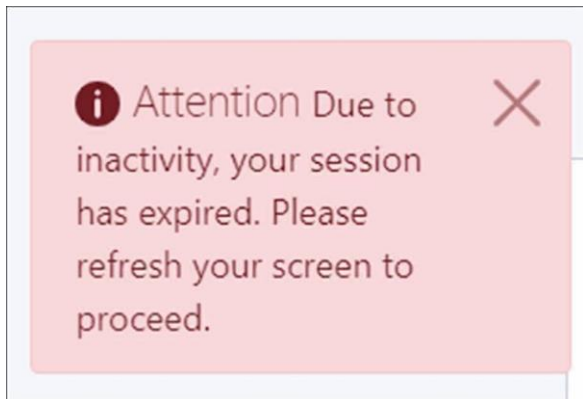 Attention Due to
inactivity, your session
has expired. Please
refresh your screen to
proceed.